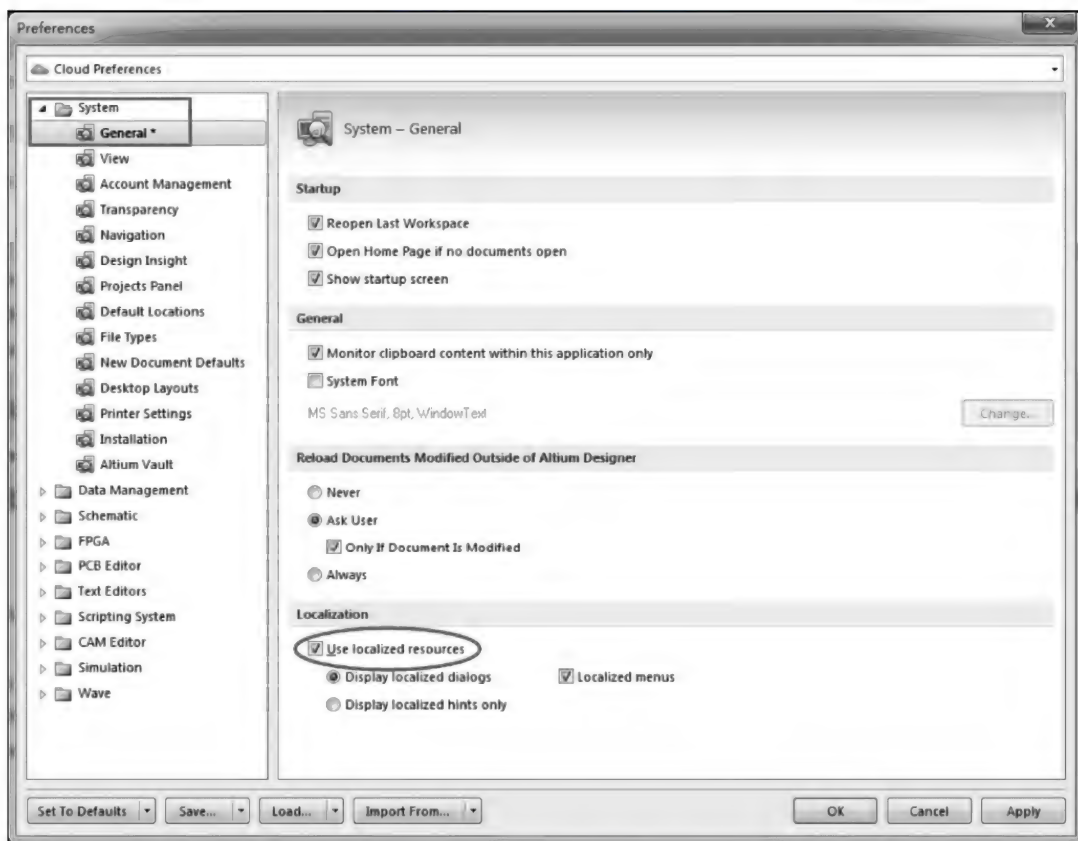 Preferences
Cloud Preferences
System
General *
View
Account Management
Transparency
Navigation
Design Insight
Projects Panel
Default Locations
File Types
New Document Defaults
Desktop Layouts
Printer Settings
Installation
Altium Vault
Data Management
Schematic
FPGA
PCB Editor
Text Editors
Scripting System
CAM Editor
Simulation
Wave
System – General
Startup
Reopen Last Workspace
Open Home Page if no documents open
Show startup screen
General
Monitor clipboard content within this application only
System Font
MS Sans Serif, 8pt, WindowText
Change...
Reload Documents Modified Outside of Altium Designer
Never
Ask User
Only If Document Is Modified
Always
Localization
Use localized resources
Display localized dialogs
Localized menus
Display localized hints only
Set To Defaults
Save...
Load...
Import From...
OK
Cancel
Apply